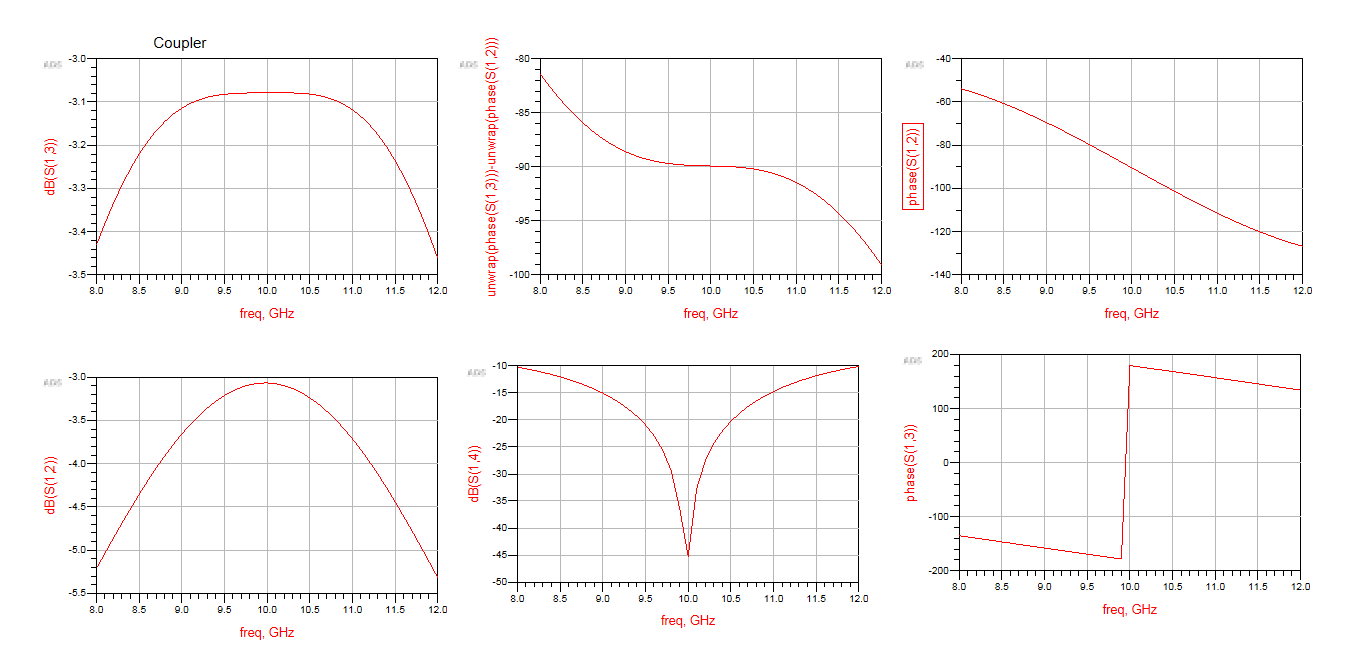 Coupler
ADS
dB(S(1,3))
-3.0
-3.1
-3.2
-3.3
-3.4
-3.5
8.0 8.5 9.0 9.5 10.0 10.5 11.0 11.5 12.0
freq, GHz
ADS
unwrap(phase(S(1,3)))-unwrap(phase(S(1,2)))
-80
-85
-90
-95
-100
8.0 8.5 9.0 9.5 10.0 10.5 11.0 11.5 12.0
freq, GHz
ADS
phase(S(1,2))
-40
-60
-80
-100
-120
-140
8.0 8.5 9.0 9.5 10.0 10.5 11.0 11.5 12.0
freq, GHz
ADS
dB(S(1,2))
-3.0
-3.5
-4.0
-4.5
-5.0
-5.5
8.0 8.5 9.0 9.5 10.0 10.5 11.0 11.5 12.0
freq, GHz
ADS
dB(S(1,4))
-10
-15
-20
-25
-30
-35
-40
-45
-50
8.0 8.5 9.0 9.5 10.0 10.5 11.0 11.5 12.0
freq, GHz
ADS
phase(S(1,3))
200
100
0
-100
-200
8.0 8.5 9.0 9.5 10.0 10.5 11.0 11.5 12.0
freq, GHz